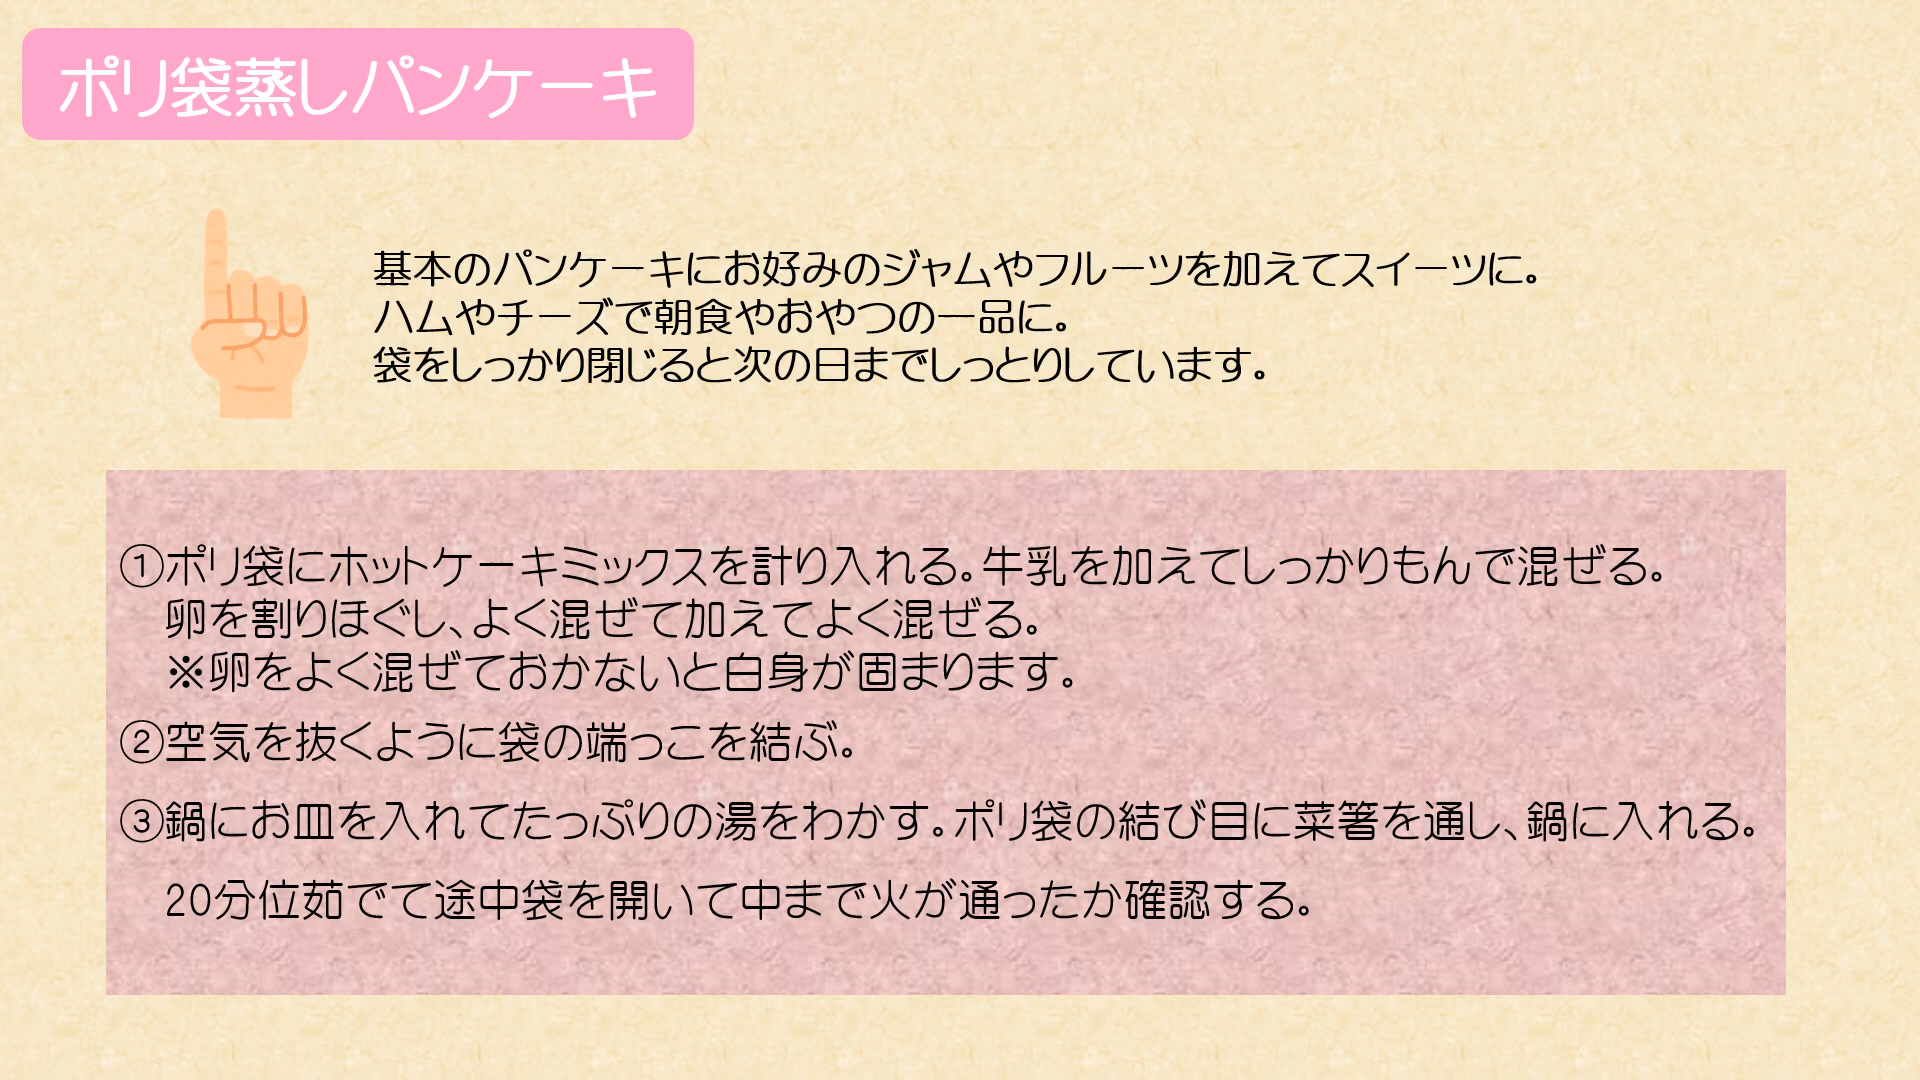 ポリ袋蒸しパンケーキ
基本のパンケーキにお好みのジャムやフルーツを加えてスイーツに。
ハムやチーズで朝食やおやつの一品に。
袋をしっかり閉じると次の日までしっとりしています。
①ポリ袋にホットケーキミックスを計り入れる。牛乳を加えてしっかりもんで混ぜる。
卵を割りほぐし、よく混ぜて加えてよく混ぜる。
※卵をよく混ぜておかないと白身が固まります。
②空気を抜くように袋の端っこを結ぶ。
③鍋にお皿を入れてたっぷりの湯をわかす。ポリ袋の結び目に菜箸を通し、鍋に入れる。
20分位茹でて途中袋を開いて中まで火が通ったか確認する。